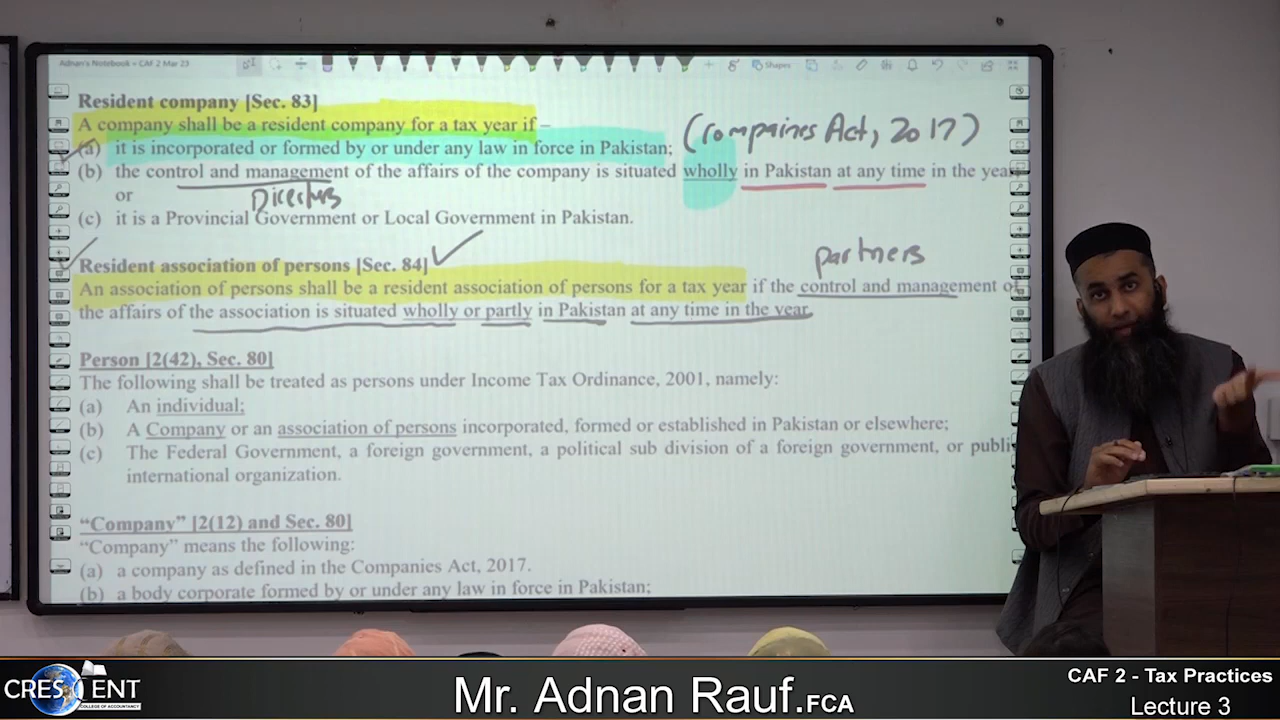 Adnan's Notebook – CAF 2 Mar 23
Shapes
Resident company [Sec. 83]
A company shall be a resident company for a tax year if –
(a) it is incorporated or formed by or under any law in force in Pakistan;
(Compaines Act, 2017)
(b) the control and management of the affairs of the company is situated wholly in Pakistan at any time in the year
or
Directors
(c) it is a Provincial Government or Local Government in Pakistan.
Resident association of persons [Sec. 84]
partners
An association of persons shall be a resident association of persons for a tax year if the control and management of
the affairs of the association is situated wholly or partly in Pakistan at any time in the year.
Person [2(42), Sec. 80]
The following shall be treated as persons under Income Tax Ordinance, 2001, namely:
(a) An individual;
(b) A Company or an association of persons incorporated, formed or established in Pakistan or elsewhere;
(c) The Federal Government, a foreign government, a political sub division of a foreign government, or publi
international organization.
“Company” [2(12) and Sec. 80]
“Company” means the following:
(a) a company as defined in the Companies Act, 2017.
(b) a body corporate formed by or under any law in force in Pakistan;
CRESCENT
COLLEGE OF ACCOUNTANCY
Mr. Adnan Rauf.FCA
CAF 2 - Tax Practices
Lecture 3